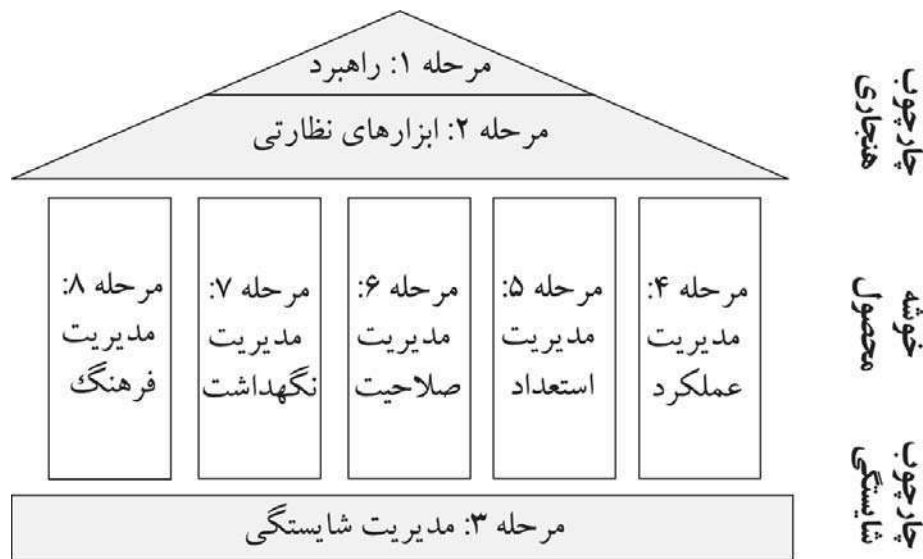 مرحله ۱: راهبرد
مرحله ۲: ابزارهای نظارتی
چارچوب
هنجاری
مرحله ۴:
مدیریت
عملکرد
مرحله ۵:
مدیریت
استعداد
مرحله ۶:
مدیریت
صلاحیت
مرحله ۷:
مدیریت
نگهداشت
مرحله ۸:
مدیریت
فرهنگ
خوشه
محصول
مرحله ۳: مدیریت شایستگی
چارچوب
شایستگی